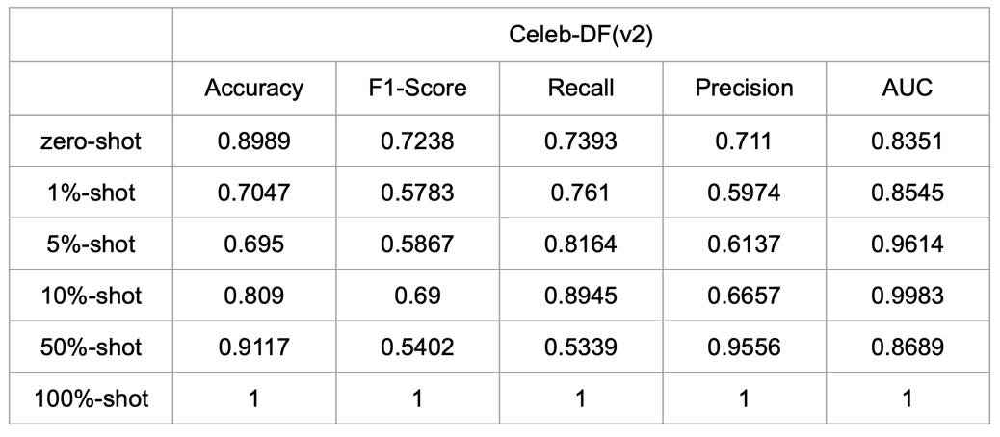 Celeb-DF(v2)
Accuracy F1-Score Recall Precision AUC
zero-shot 0.8989 0.7238 0.7393 0.711 0.8351
1%-shot 0.7047 0.5783 0.761 0.5974 0.8545
5%-shot 0.695 0.5867 0.8164 0.6137 0.9614
10%-shot 0.809 0.69 0.8945 0.6657 0.9983
50%-shot 0.9117 0.5402 0.5339 0.9556 0.8689
100%-shot 1 1 1 1 1